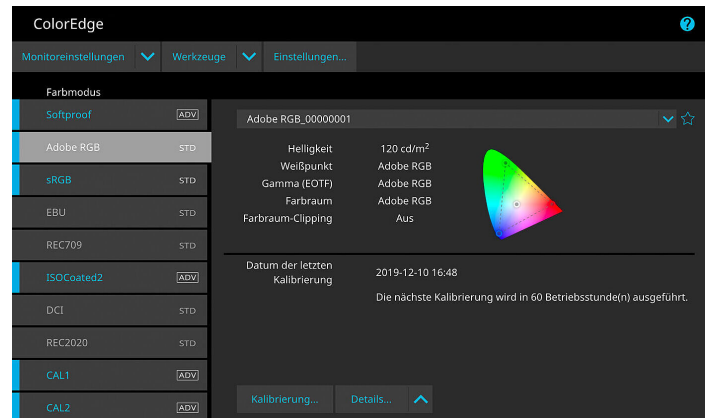 ColorEdge
?
Monitoreinstellungen Werkzeuge Einstellungen...
Farbmodus
Softproof ADV
Adobe RGB STD
sRGB STD
EBU STD
REC709 STD
ISOCoated2 ADV
DCI STD
REC2020 STD
CAL1 ADV
CAL2 ADV
Adobe RGB_00000001
Helligkeit 120 cd/m²
Weißpunkt Adobe RGB
Gamma (EOTF) Adobe RGB
Farbraum Adobe RGB
Farbraum-Clipping Aus
Datum der letzten
Kalibrierung
2019-12-10 16:48
Die nächste Kalibrierung wird in 60 Betriebsstunde(n) ausgeführt.
Kalibrierung... Details...